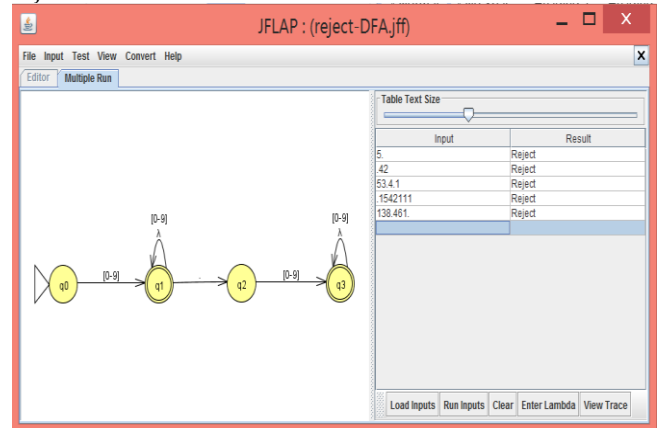 JFLAP : (reject-DFA.jff)
X
File Input Test View Convert Help
X
Editor Multiple Run
Table Text Size
Input Result
5. Reject
.42 Reject
53.4.1 Reject
.1542111 Reject
138.461. Reject
[0-9] [0-9]
λ λ
[0-9] . [0-9]
q0 q1 q2 q3
Load Inputs Run Inputs Clear Enter Lambda View Trace